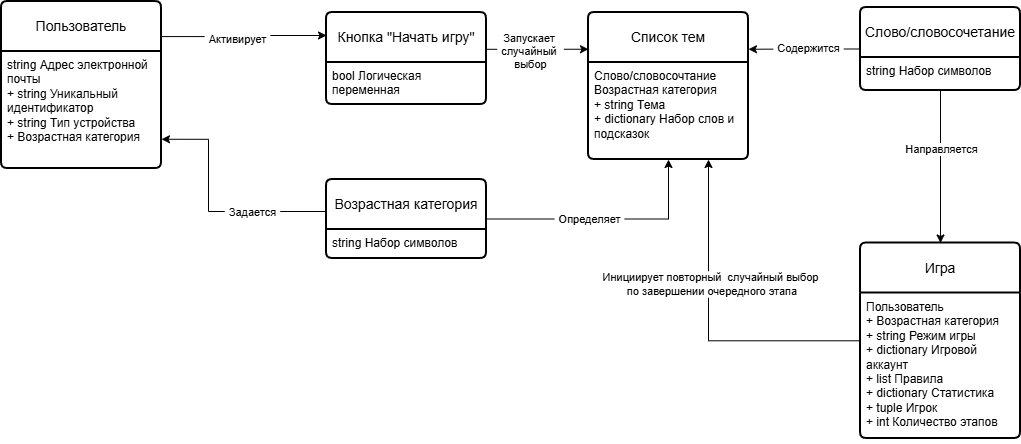 Пользователь
string Адрес электронной
почты
+ string Уникальный
идентификатор
+ string Тип устройства
+ Возрастная категория
Активирует
Кнопка "Начать игру"
bool Логическая
переменная
Запускает
случайный
выбор
Список тем
Слово/словосочтание
Возрастная категория
+ string Тема
+ dictionary Набор слов и
подсказок
Содержится
Слово/словосочетание
string Набор символов
Направляется
Задается
Возрастная категория
string Набор символов
Определяет
Инициирует повторный случайный выбор
по завершении очередного этапа
Игра
Пользователь
+ Возрастная категория
+ string Режим игры
+ dictionary Игровой
аккаунт
+ list Правила
+ dictionary Статистика
+ tuple Игрок
+ int Количество этапов